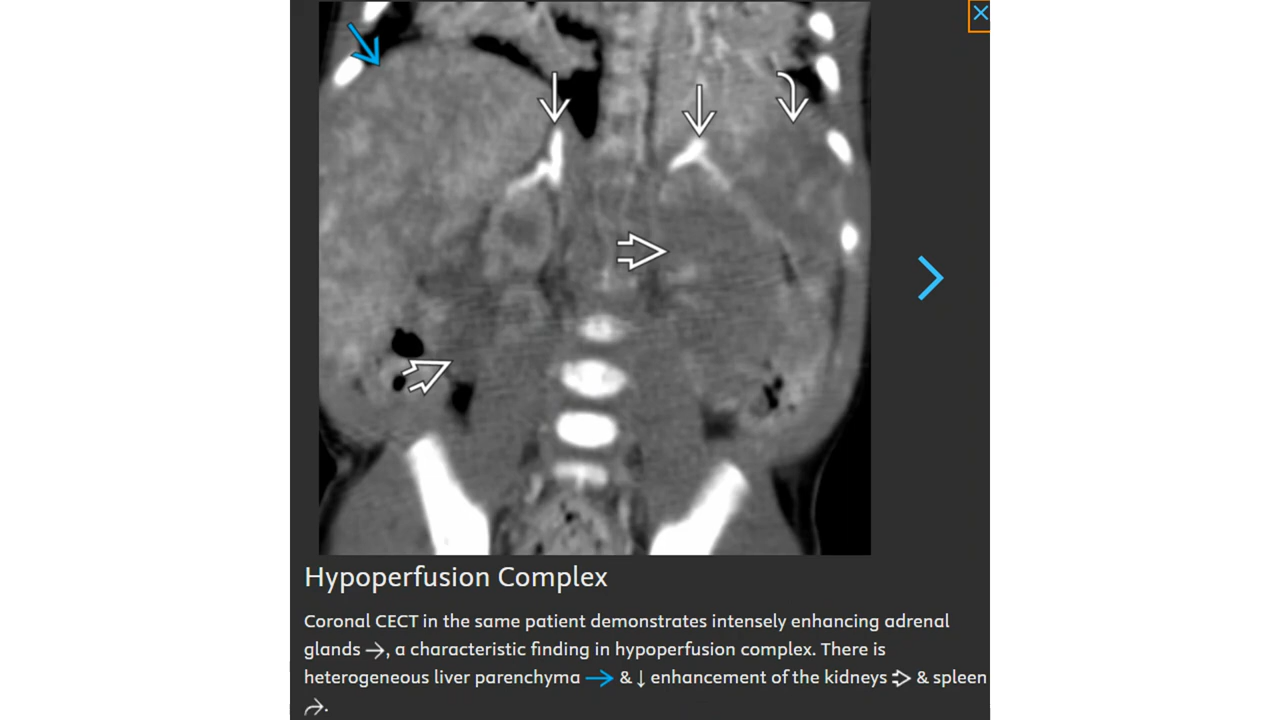 Hypoperfusion Complex
Coronal CECT in the same patient demonstrates intensely enhancing adrenal
glands →, a characteristic finding in hypoperfusion complex. There is
heterogeneous liver parenchyma → & ↓ enhancement of the kidneys ⇨ & spleen
↷.